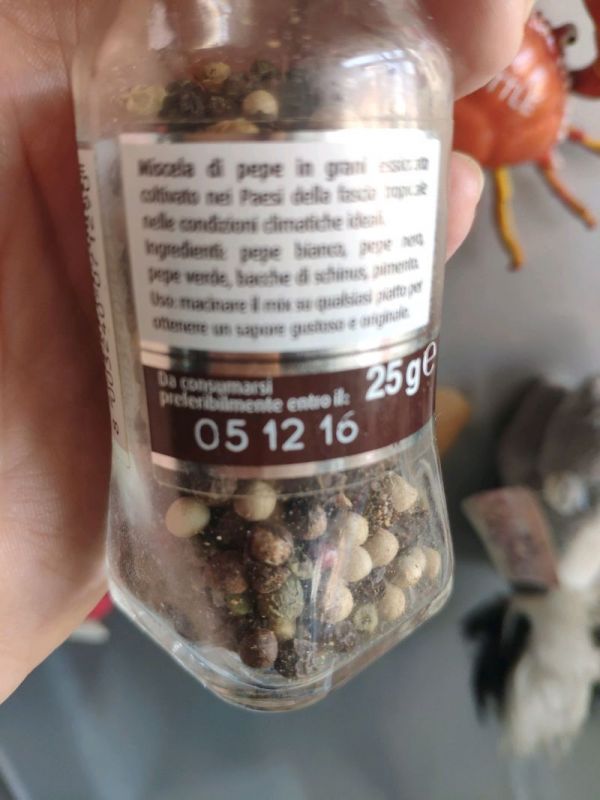 Miscela di pepe in grani essiccato
coltivato nei Paesi della fascia tropicale
nelle condizioni climatiche ideali.
Ingredienti: pepe bianco, pepe nero,
pepe verde, bacche di schinus, pimento.
Uso: macinare il mix su qualsiasi piatto per
ottenere un sapore gustoso e originale.
Da consumarsi
preferibilmente entro il:
25 g e
05 12 16
TTLE